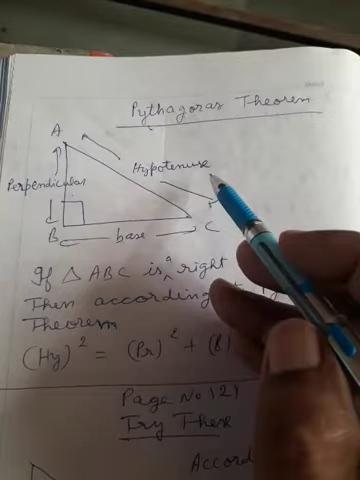 Pythagoras Theorem
A
Hypotenuse
Perpendicular
B
base
C
If △ ABC is a right
Then according t
Theorem
(Hy)² = (Pr)² + (B)
Page No (2)
Try These
Accord